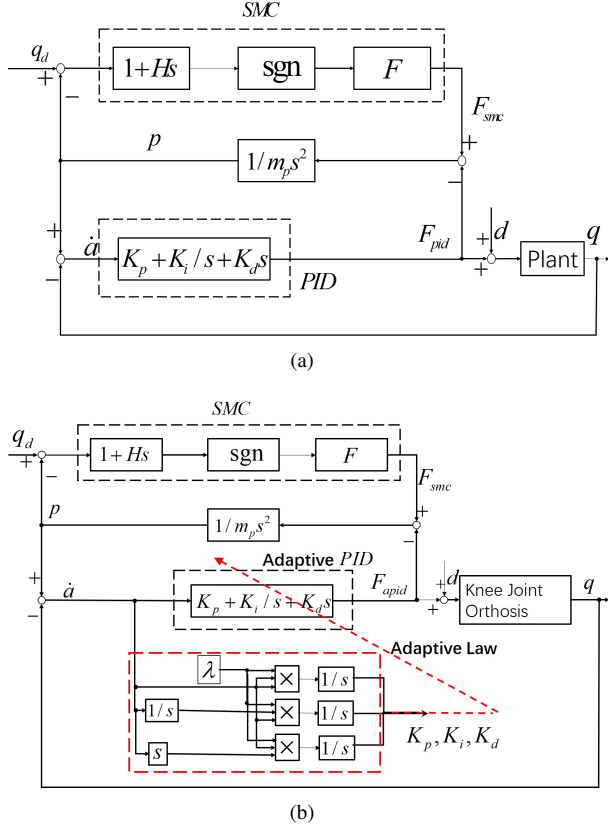 SMC
q_d
+
−
1+Hs
sgn
F
F_smc
+
p
1/m_p s²
−
+
ȧ
K_p+K_i/s+K_d s
F_pid
d
+
+
Plant
q
−
PID
(a)
SMC
q_d
+
−
1+Hs
sgn
F
F_smc
p
1/m_p s²
+
−
Adaptive PID
+
ȧ
K_p+K_i/s+K_d s
F_apid
+
d
+
Knee Joint
Orthosis
q
−
Adaptive Law
λ
×
1/s
1/s
×
1/s
K_p, K_i, K_d
s
×
1/s
(b)